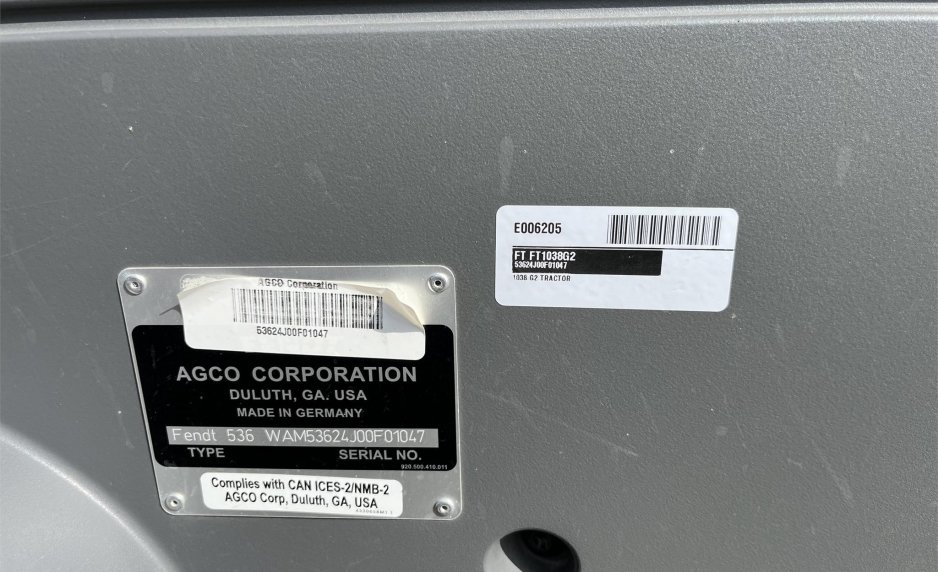 E006205
FT FT1038G2
53624J00F01047
1038 G2 TRACTOR
AGCO Corporation
53624J00F01047
AGCO CORPORATION
DULUTH, GA. USA
MADE IN GERMANY
Fendt 536 WAM53624J00F01047
TYPE SERIAL NO.
920.500.410.011
Complies with CAN ICES-2/NMB-2
AGCO Corp, Duluth, GA, USA